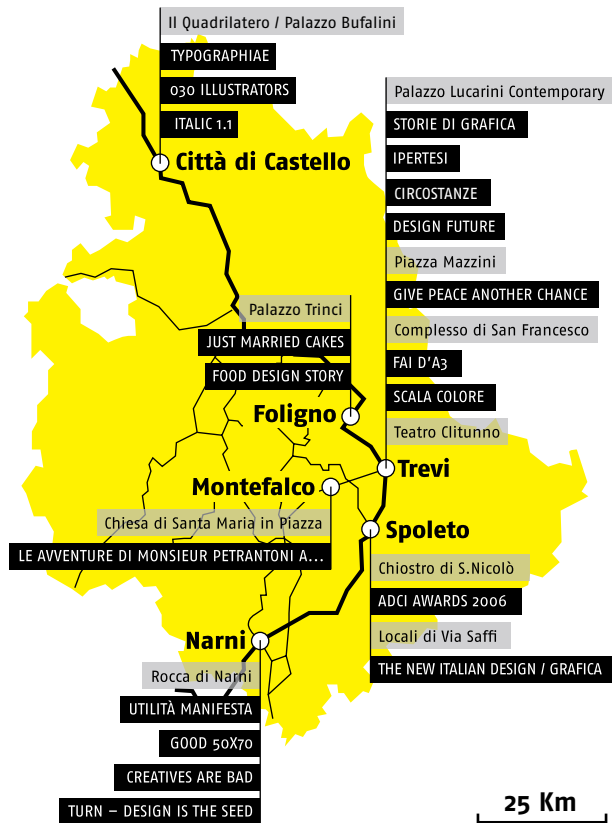 Il Quadrilatero / Palazzo Bufalini
TYPOGRAPHIAE
030 ILLUSTRATORS
ITALIC 1.1
Città di Castello
Palazzo Lucarini Contemporary
STORIE DI GRAFICA
IPERTESI
CIRCOSTANZE
DESIGN FUTURE
Piazza Mazzini
GIVE PEACE ANOTHER CHANCE
Complesso di San Francesco
FAI D'A3
SCALA COLORE
Teatro Clitunno
Trevi
Palazzo Trinci
JUST MARRIED CAKES
FOOD DESIGN STORY
Foligno
Montefalco
Chiesa di Santa Maria in Piazza
LE AVVENTURE DI MONSIEUR PETRANTONI A...
Spoleto
Chiostro di S.Nicolò
ADCI AWARDS 2006
Locali di Via Saffi
THE NEW ITALIAN DESIGN / GRAFICA
Narni
Rocca di Narni
UTILITÀ MANIFESTA
GOOD 50X70
CREATIVES ARE BAD
TURN – DESIGN IS THE SEED
25 Km